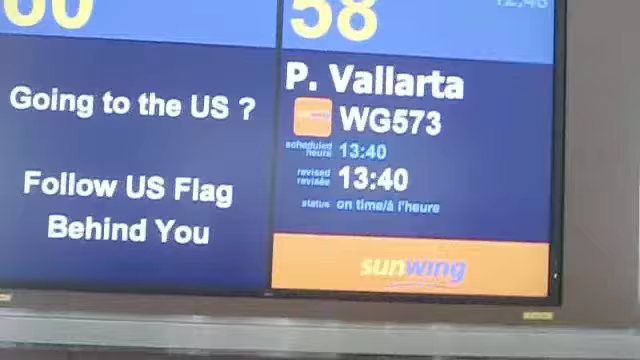 60
Going to the US ?
Follow US Flag
Behind You
58
P. Vallarta
WG573
scheduled
heure 13:40
revised
revisée 13:40
status on time/à l'heure
sunwing